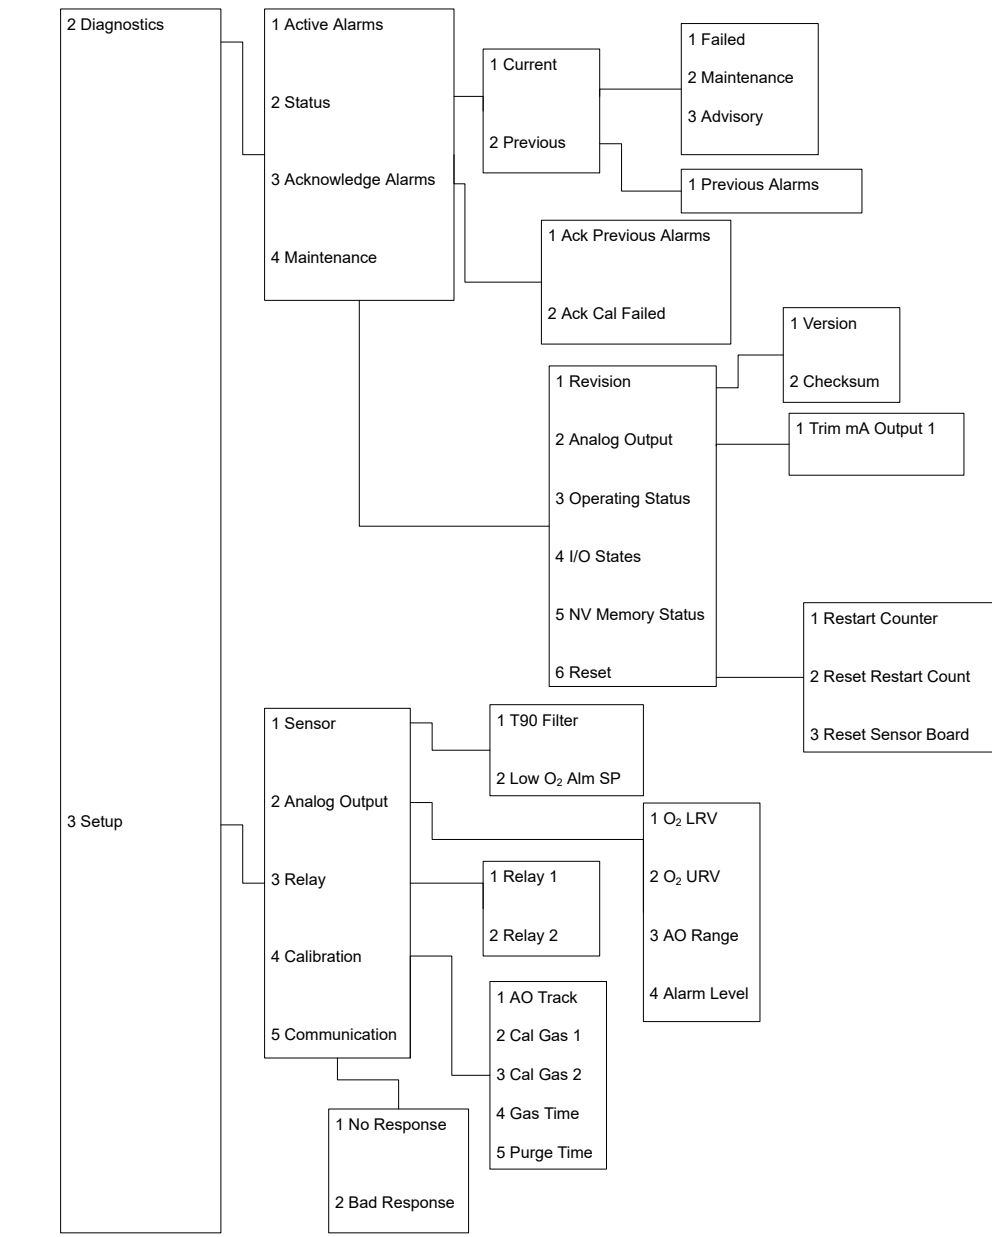 2 Diagnostics
3 Setup
1 Active Alarms
2 Status
3 Acknowledge Alarms
4 Maintenance
1 Current
2 Previous
1 Failed
2 Maintenance
3 Advisory
1 Previous Alarms
1 Ack Previous Alarms
2 Ack Cal Failed
1 Revision
2 Analog Output
3 Operating Status
4 I/O States
5 NV Memory Status
6 Reset
1 Version
2 Checksum
1 Trim mA Output 1
1 Restart Counter
2 Reset Restart Count
3 Reset Sensor Board
1 Sensor
2 Analog Output
3 Relay
4 Calibration
5 Communication
1 T90 Filter
2 Low O₂ Alm SP
1 O₂ LRV
2 O₂ URV
3 AO Range
4 Alarm Level
1 Relay 1
2 Relay 2
1 AO Track
2 Cal Gas 1
3 Cal Gas 2
4 Gas Time
5 Purge Time
1 No Response
2 Bad Response